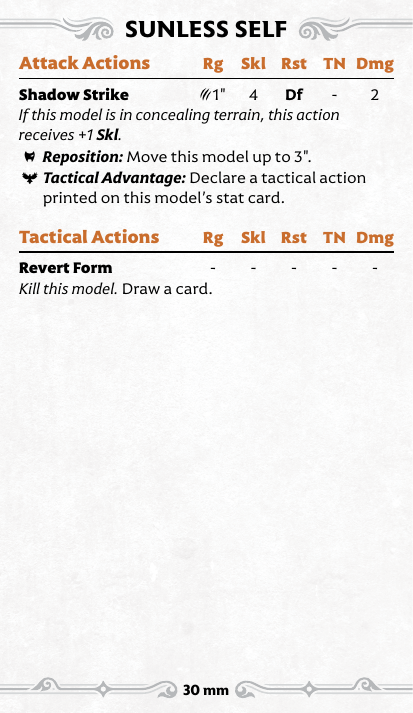 SUNLESS SELF
Attack Actions Rg Skl Rst TN Dmg
Shadow Strike 1" 4 Df - 2
If this model is in concealing terrain, this action
receives +1 Skl.
Reposition: Move this model up to 3".
Tactical Advantage: Declare a tactical action
printed on this model’s stat card.
Tactical Actions Rg Skl Rst TN Dmg
Revert Form - - - - -
Kill this model. Draw a card.
30 mm